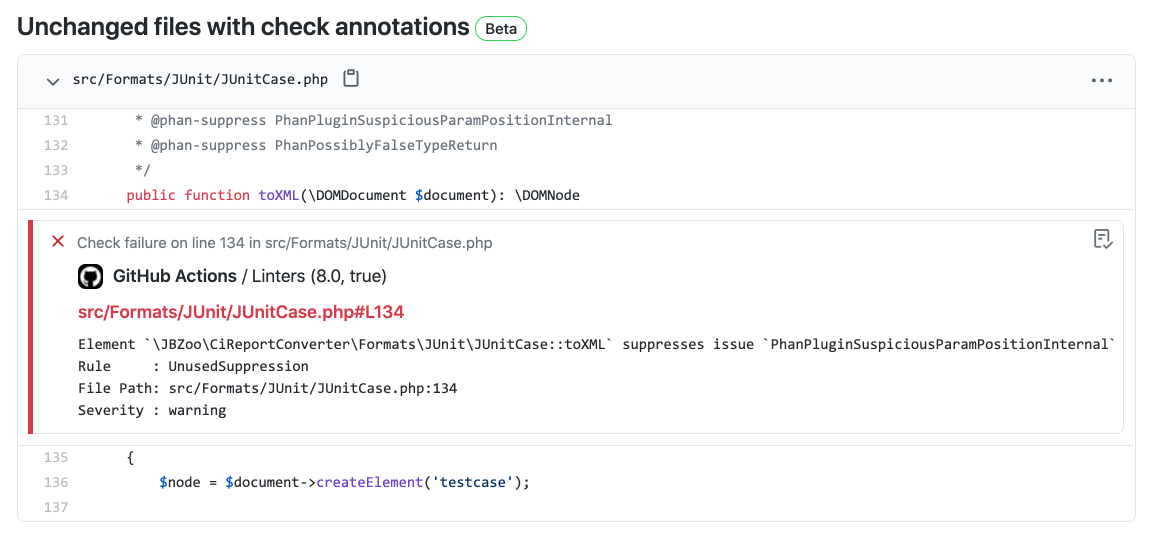 Unchanged files with check annotations Beta
src/Formats/JUnit/JUnitCase.php
131 * @phan-suppress PhanPluginSuspiciousParamPositionInternal
132 * @phan-suppress PhanPossiblyFalseTypeReturn
133 */
134 public function toXML(\DOMDocument $document): \DOMNode
Check failure on line 134 in src/Formats/JUnit/JUnitCase.php
GitHub Actions / Linters (8.0, true)
src/Formats/JUnit/JUnitCase.php#L134
Element `\JBZoo\CiReportConverter\Formats\JUnit\JUnitCase::toXML` suppresses issue `PhanPluginSuspiciousParamPositionInternal`
Rule     : UnusedSuppression
File Path: src/Formats/JUnit/JUnitCase.php:134
Severity : warning
135 {
136 $node = $document->createElement('testcase');
137